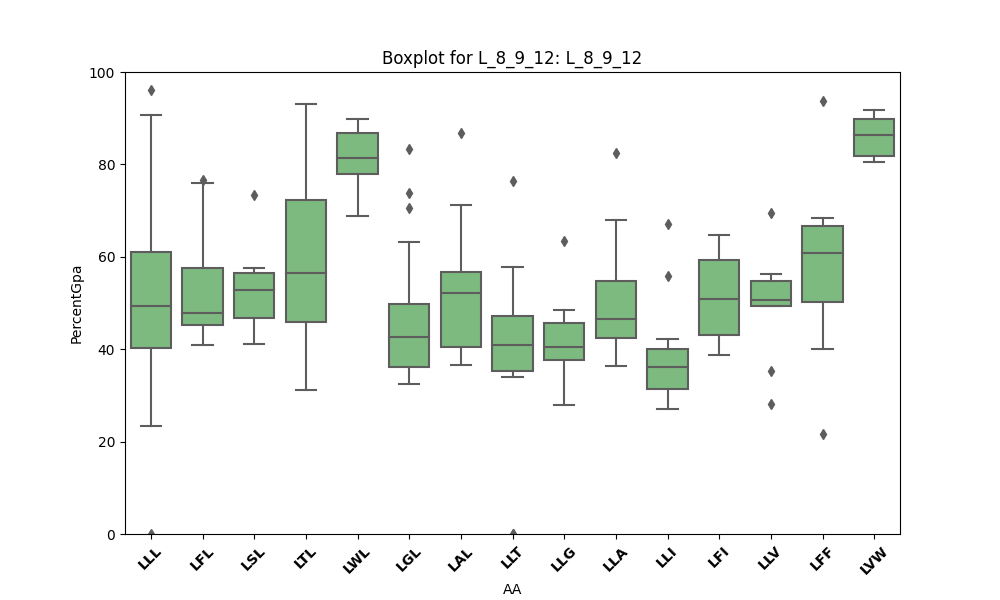 Boxplot for L_8_9_12: L_8_9_12
PercentGpa
100
80
60
40
20
0
LLL LFL LSL LTL LWL LGL LAL LLT LLG LLA LLI LFI LLV LFF LVW
AA